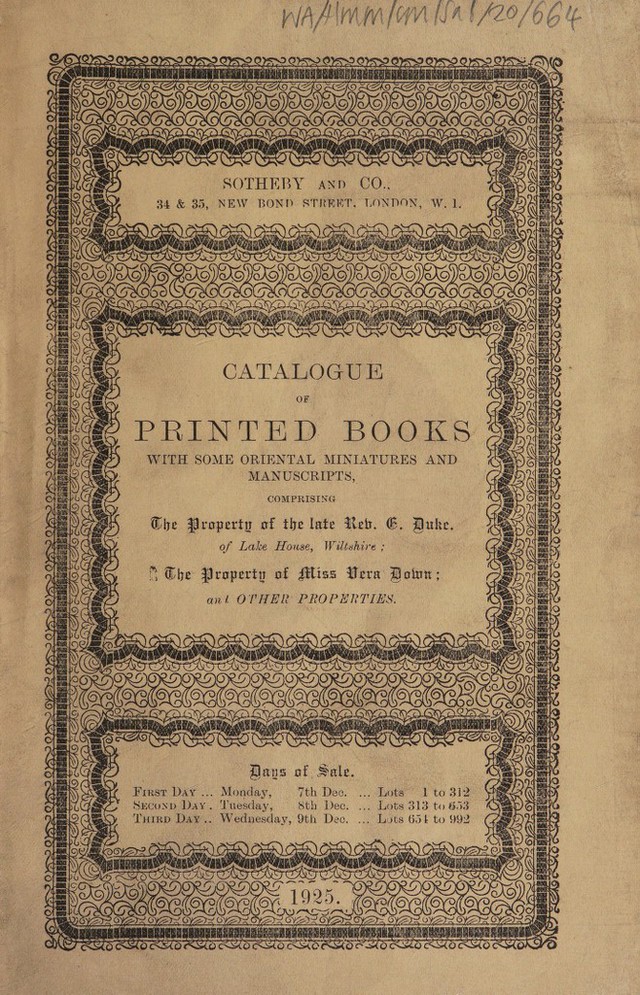 WA/HMM/CM/Sal/20/664
SOTHEBY AND CO.,
34 & 35, NEW BOND STREET, LONDON, W. 1.
CATALOGUE
OF
PRINTED BOOKS
WITH SOME ORIENTAL MINIATURES AND
MANUSCRIPTS,
COMPRISING
The Property of the late Rev. E. Duke,
of Lake House, Wiltshire;
The Property of Miss Vera Down;
and OTHER PROPERTIES.
Days of Sale.
FIRST DAY ... Monday, 7th Dec. ... Lots 1 to 312
SECOND DAY . Tuesday, 8th Dec. ... Lots 313 to 653
THIRD DAY .. Wednesday, 9th Dec. ... Lots 654 to 992
1925.